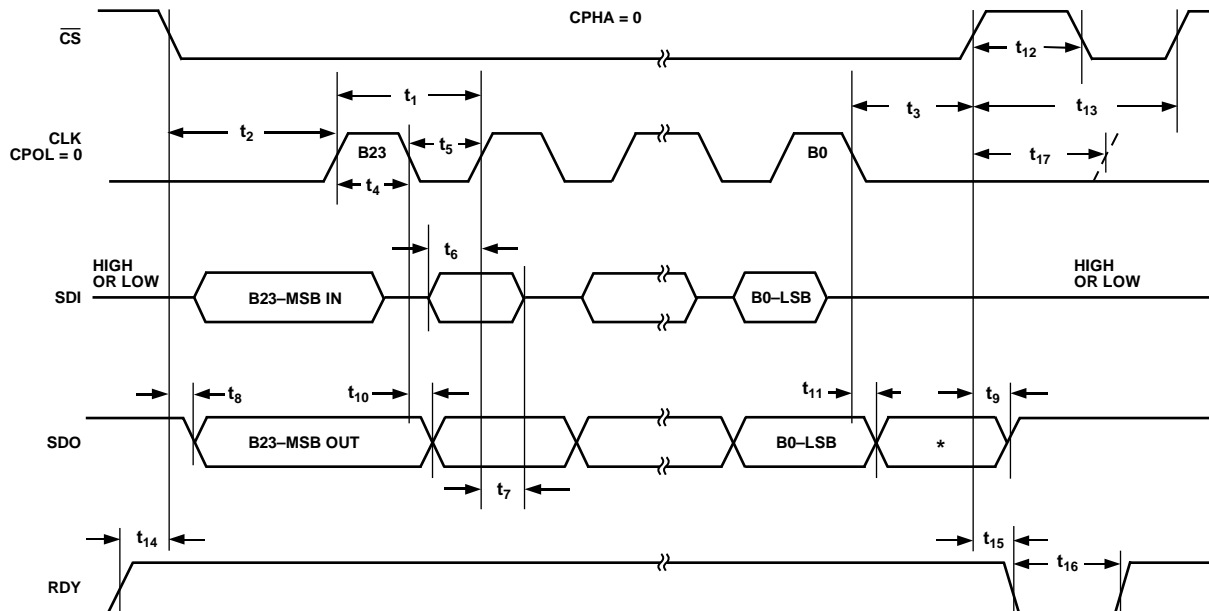 CPHA = 0
CS
t12
t1
t3
t13
t2
CLK
CPOL = 0
B23
t5
B0
t17
t4
t6
HIGH
OR LOW
HIGH
OR LOW
SDI
B23–MSB IN
B0–LSB
t8
t10
t11
t9
SDO
B23–MSB OUT
B0–LSB
*
t7
t14
t15
t16
RDY